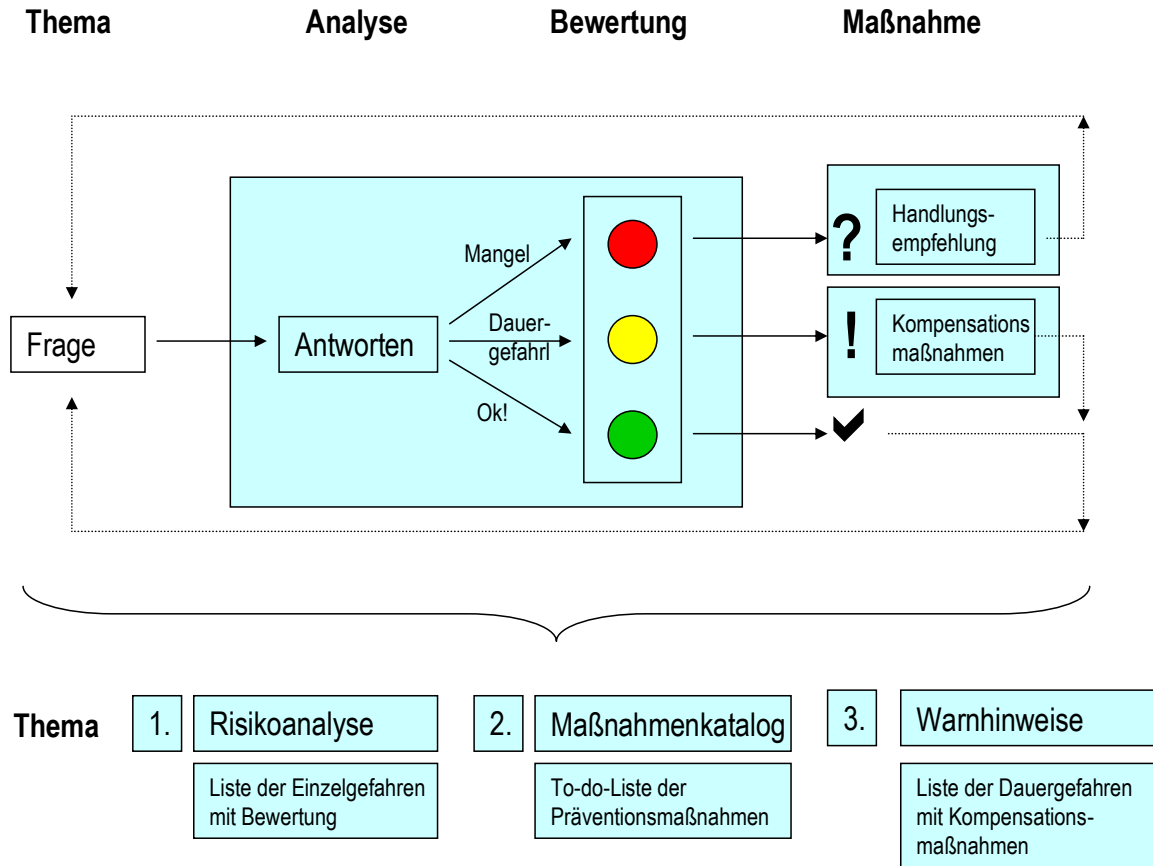 Thema Analyse Bewertung Maßnahme
Mangel
Dauer-
gefahrl
Ok!
Frage
Antworten
?
Handlungs-
empfehlung
!
Kompensations
maßnahmen
Thema
1. Risikoanalyse
Liste der Einzelgefahren
mit Bewertung
2. Maßnahmenkatalog
To-do-Liste der
Präventionsmaßnahmen
3. Warnhinweise
Liste der Dauergefahren
mit Kompensations-
maßnahmen